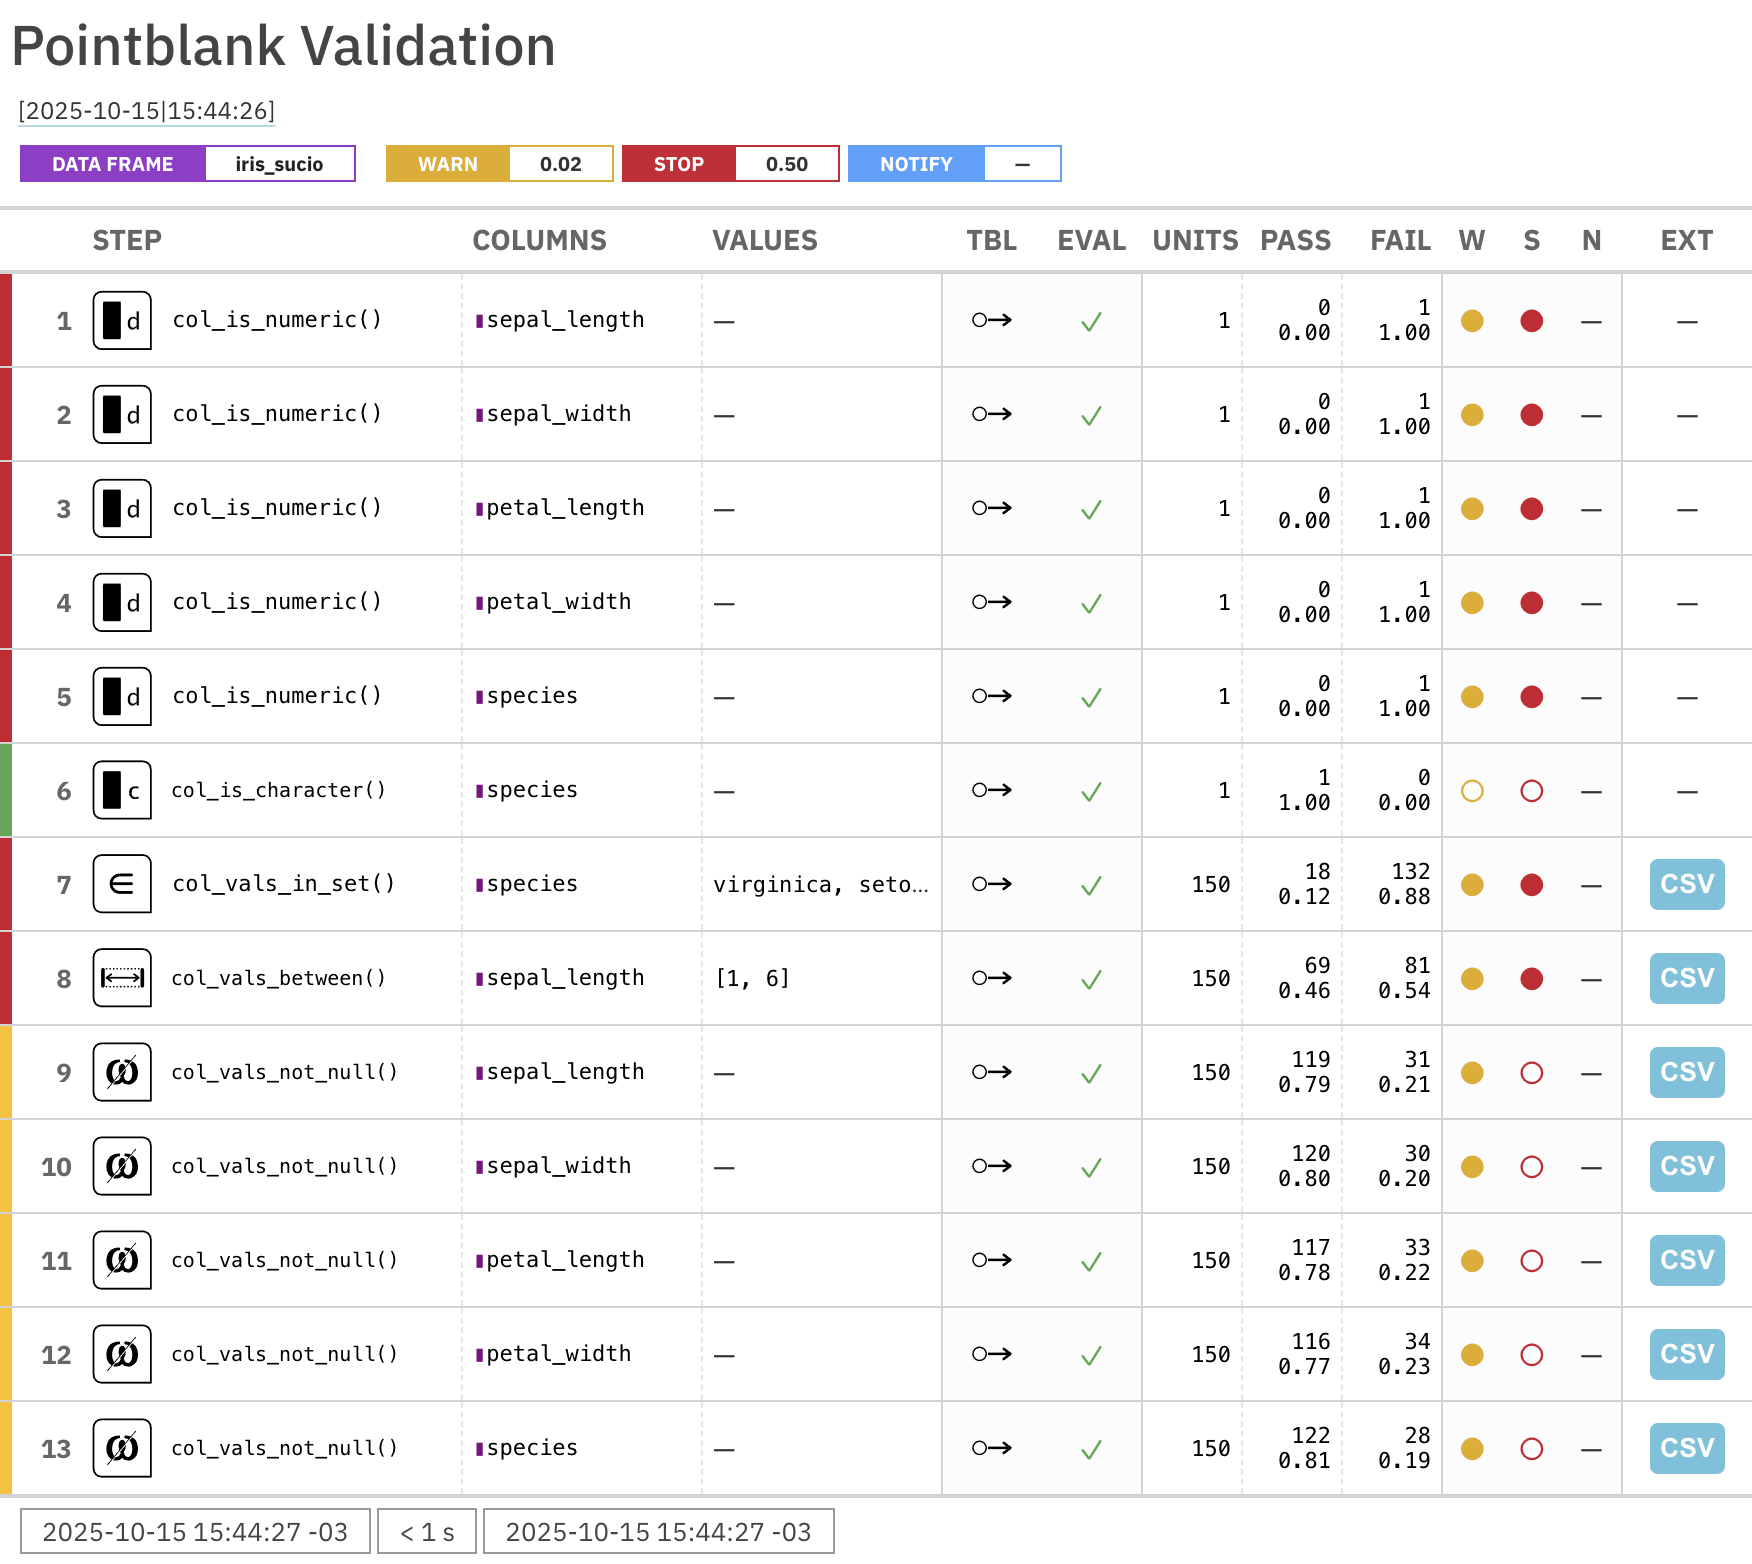 Pointblank Validation
[2025-10-15|15:44:26]
DATA FRAME iris_sucio WARN 0.02 STOP 0.50 NOTIFY —
STEP COLUMNS VALUES TBL EVAL UNITS PASS FAIL W S N EXT
1 d col_is_numeric() sepal_length — 1 0 0.00 1 1.00 — —
2 d col_is_numeric() sepal_width — 1 0 0.00 1 1.00 — —
3 d col_is_numeric() petal_length — 1 0 0.00 1 1.00 — —
4 d col_is_numeric() petal_width — 1 0 0.00 1 1.00 — —
5 d col_is_numeric() species — 1 0 0.00 1 1.00 — —
6 c col_is_character() species — 1 1 1.00 0 0.00 — —
7 ∈ col_vals_in_set() species virginica, seto… 150 18 0.12 132 0.88 — CSV
8 col_vals_between() sepal_length [1, 6] 150 69 0.46 81 0.54 — CSV
9 col_vals_not_null() sepal_length — 150 119 0.79 31 0.21 — CSV
10 col_vals_not_null() sepal_width — 150 120 0.80 30 0.20 — CSV
11 col_vals_not_null() petal_length — 150 117 0.78 33 0.22 — CSV
12 col_vals_not_null() petal_width — 150 116 0.77 34 0.23 — CSV
13 col_vals_not_null() species — 150 122 0.81 28 0.19 — CSV
2025-10-15 15:44:27 -03 < 1 s 2025-10-15 15:44:27 -03